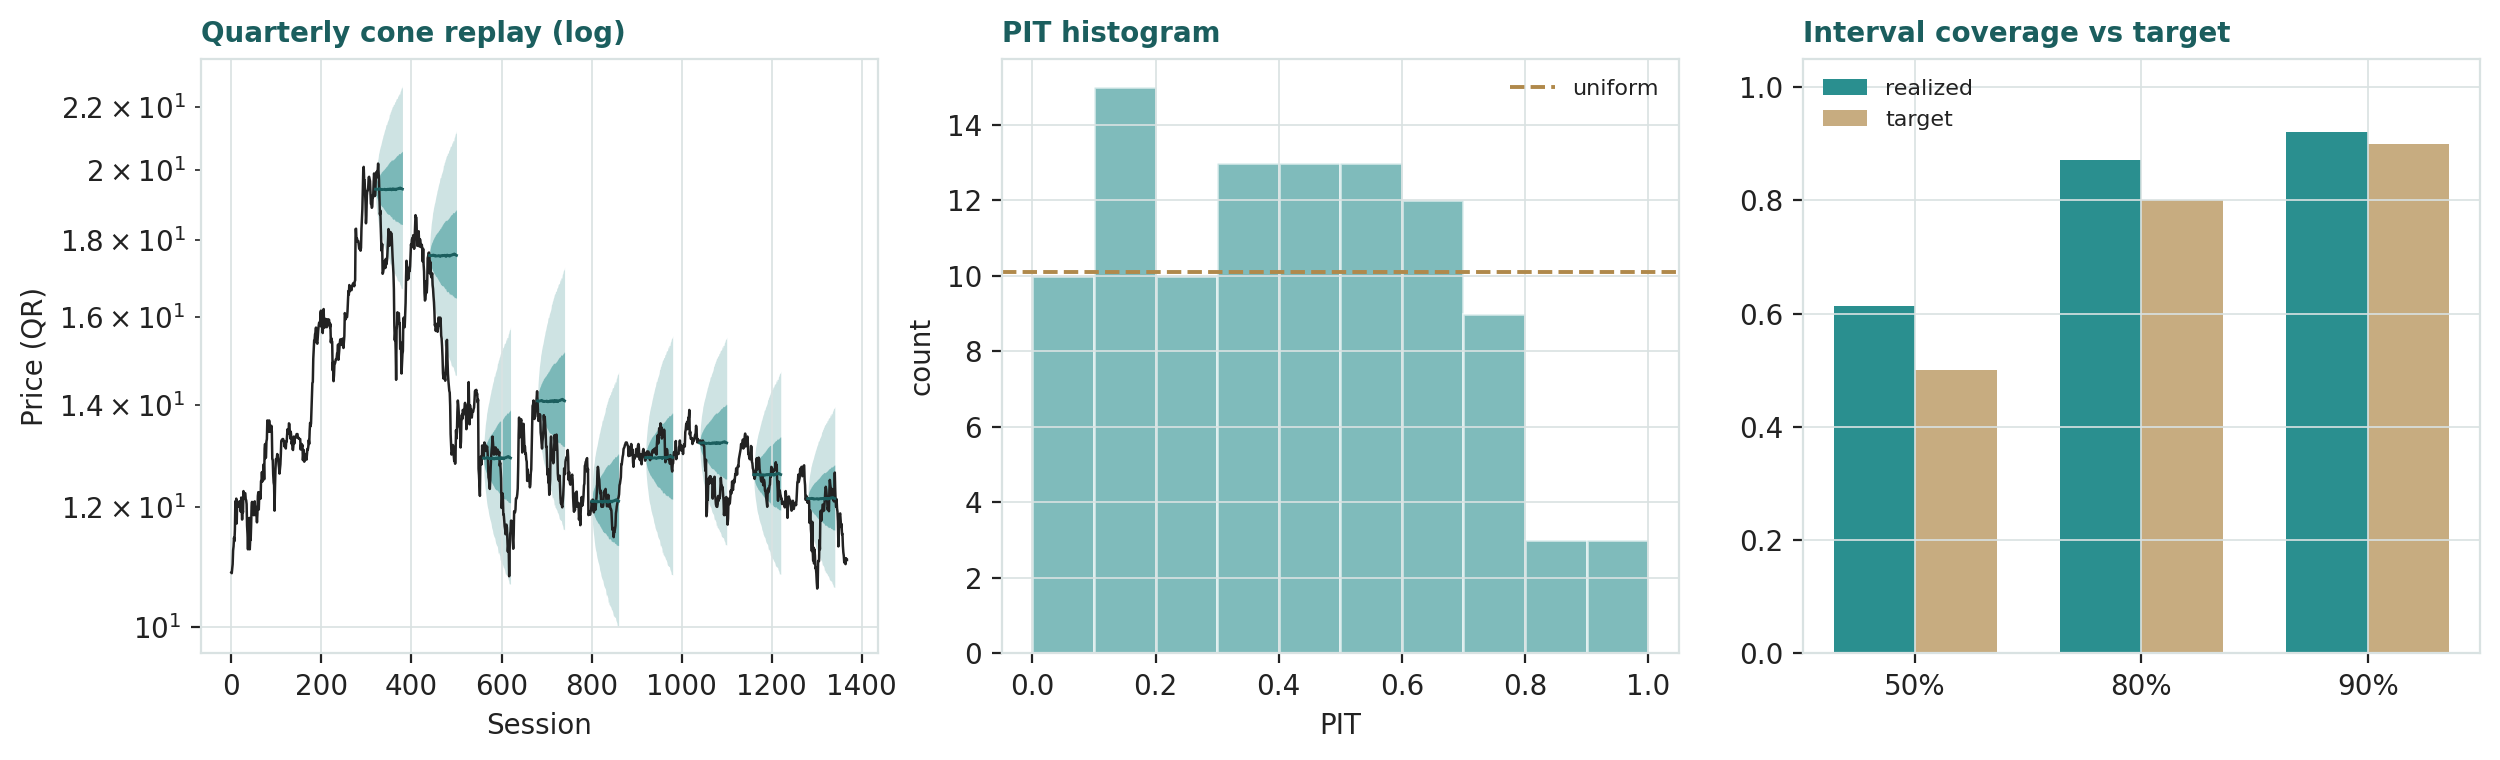 Quarterly cone replay (log)
Price (QR)
2.2 × 10¹
2 × 10¹
1.8 × 10¹
1.6 × 10¹
1.4 × 10¹
1.2 × 10¹
10¹
0 200 400 600 800 1000 1200 1400
Session
PIT histogram
uniform
count
14
12
10
8
6
4
2
0
0.0 0.2 0.4 0.6 0.8 1.0
PIT
Interval coverage vs target
realized
target
1.0
0.8
0.6
0.4
0.2
0.0
50% 80% 90%